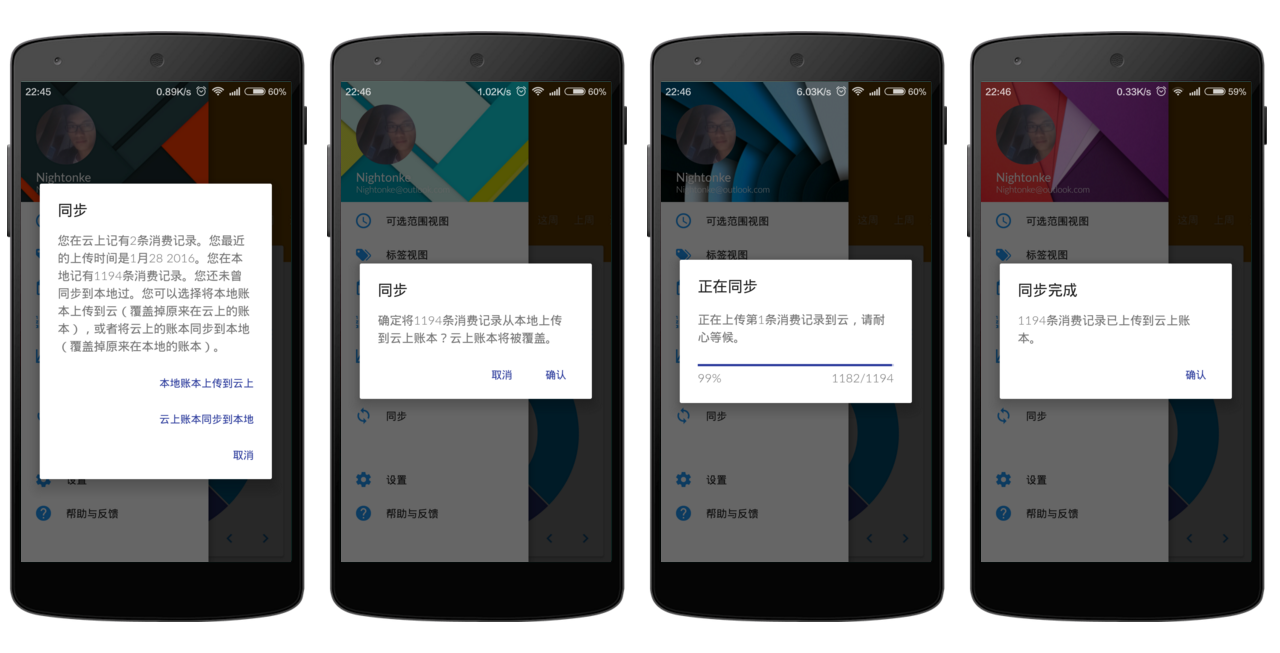 22:45
0.89K/s
60%
Nightonke
同步
您在云上记有2条消费记录。您最近
的上传时间是1月28 2016。您在本
地记有1194条消费记录。您还未曾
同步到本地过。您可以选择将本地账
本上传到云（覆盖掉原来在云上的账
本），或者将云上的账本同步到本地
（覆盖掉原来在本地的账本）。
本地账本上传到云上
云上账本同步到本地
取消
设置
帮助与反馈
22:46
1.02K/s
60%
Nightonke
Nightonke@outlook.com
可选范围视图
标签视图
同步
确定将1194条消费记录从本地上传
到云上账本？云上账本将被覆盖。
取消
确认
同步
设置
帮助与反馈
22:46
6.03K/s
60%
Nightonke
Nightonke@outlook.com
可选范围视图
标签视图
正在同步
正在上传第1条消费记录到云，请耐
心等候。
99%
1182/1194
同步
设置
帮助与反馈
22:46
0.33K/s
59%
Nightonke
Nightonke@outlook.com
可选范围视图
标签视图
同步完成
1194条消费记录已上传到云上账
本。
确认
同步
设置
帮助与反馈